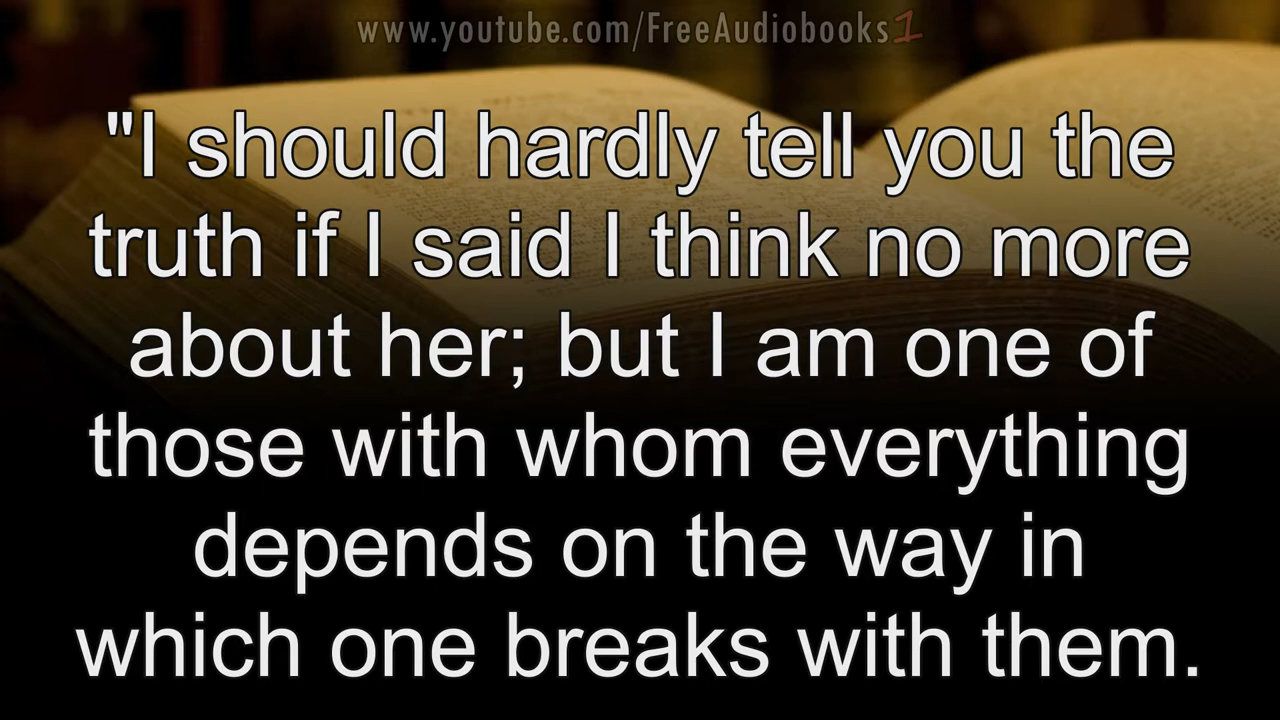 www.youtube.com/FreeAudiobooks1
"I should hardly tell you the
truth if I said I think no more
about her; but I am one of
those with whom everything
depends on the way in
which one breaks with them.